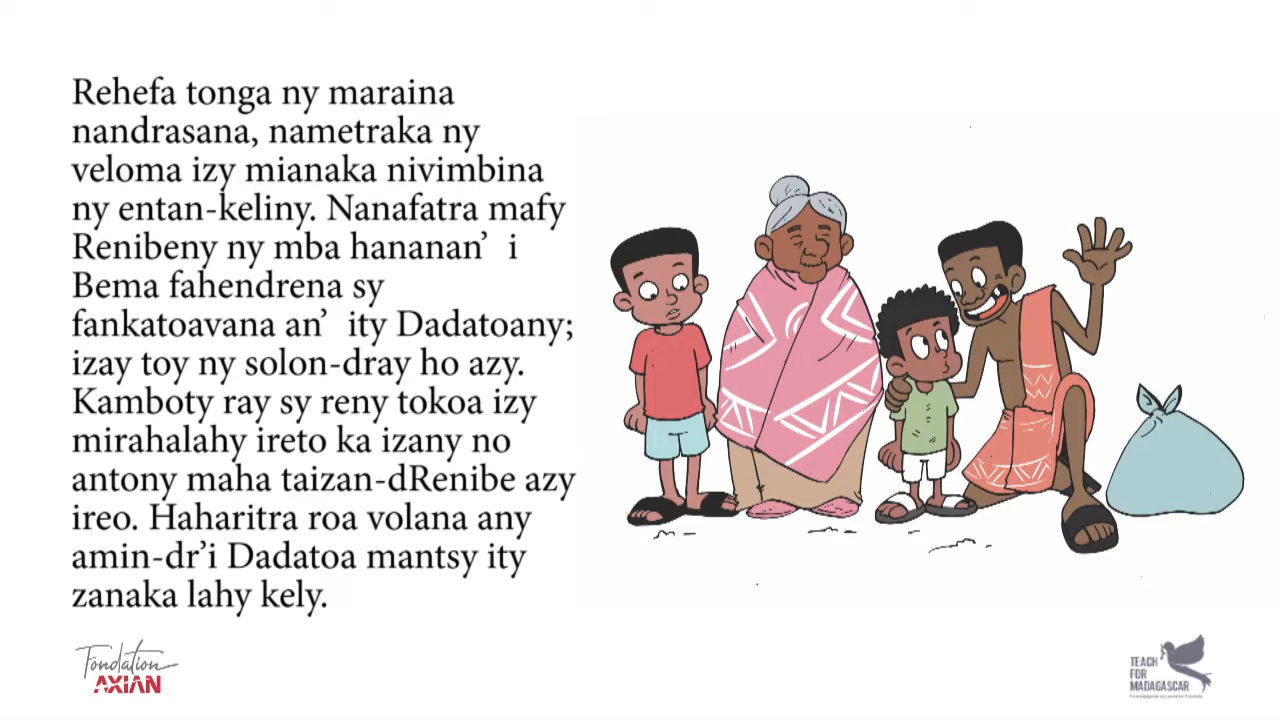 Rehefa tonga ny maraina
nandrasana, nametraka ny
veloma izy mianaka nivimbina
ny entan-keliny. Nanafatra mafy
Renibeny ny mba hananan’ i
Bema fahendrena sy
fankatoavana an’ ity Dadatoany;
izay toy ny solon-dray ho azy.
Kamboty ray sy reny tokoa izy
mirahalahy ireto ka izany no
antony maha taizan-dRenibe azy
ireo. Haharitra roa volana any
amin-dr’i Dadatoa mantsy ity
zanaka lahy kely.
Fondation
AXIAN
TEACH
FOR
MADAGASCAR